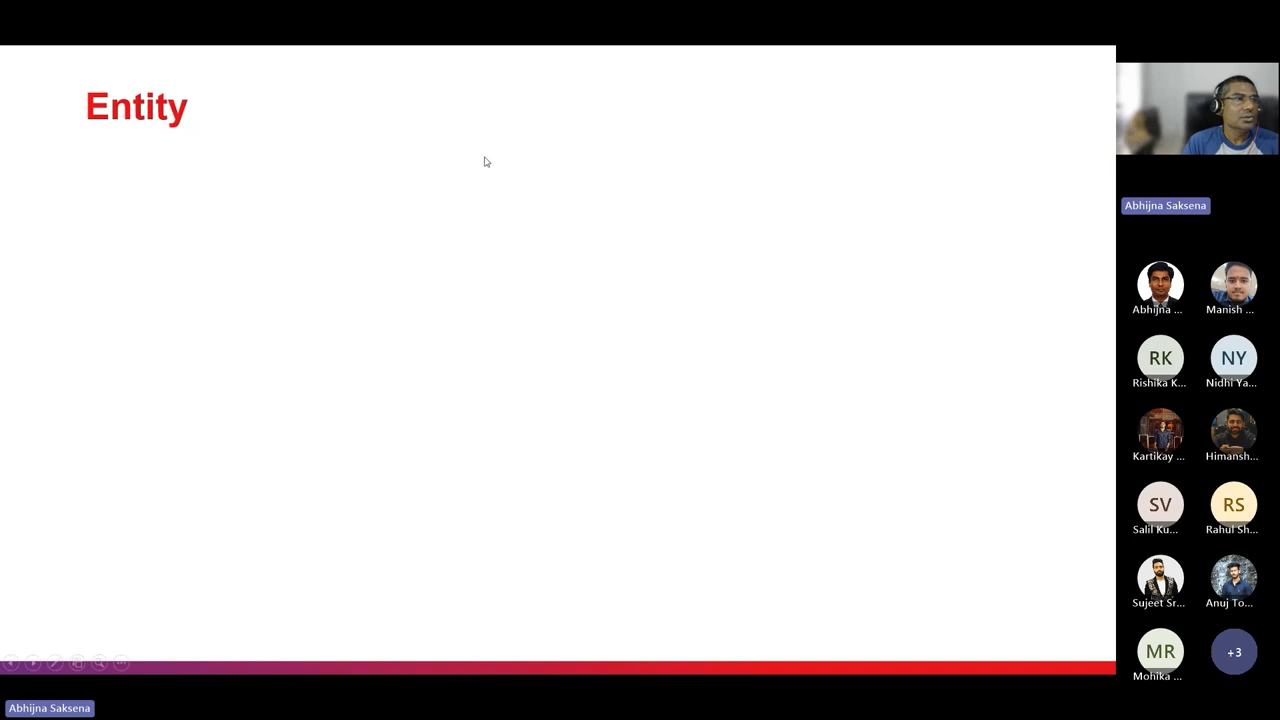 Entity
Abhijna Saksena
Abhijna ...
Manish ...
RK
NY
Rishika K...
Nidhi Ya...
Kartikay ...
Himansh...
SV
RS
Salil Ku...
Rahul Sh...
Sujeet Sr...
Anuj To...
MR
+3
Mohika ...
Abhijna Saksena